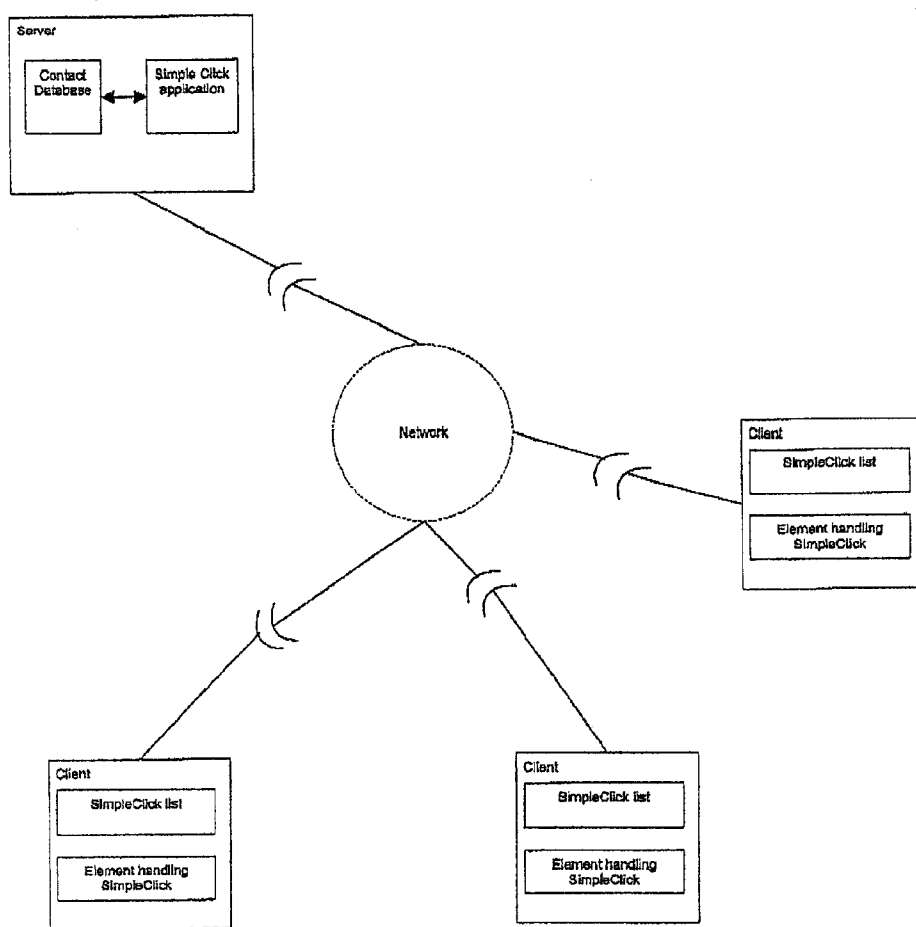 Server
Contact
Database
Simple Click
application
Network
Client
SimpleClick list
Element handling
SimpleClick
Client
SimpleClick list
Element handling
SimpleClick
Client
SimpleClick list
Element handling
SimpleClick